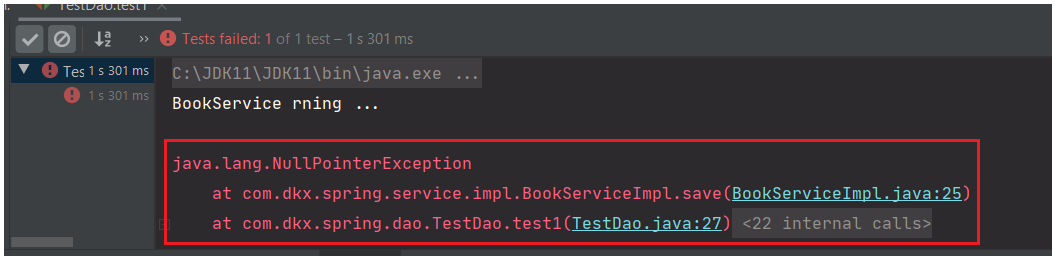 TestDao.test1 ×
Tests failed: 1 of 1 test – 1 s 301 ms
Tes 1 s 301 ms
1 s 301 ms
C:\JDK11\JDK11\bin\java.exe ...
BookService rning ...
java.lang.NullPointerException
at com.dkx.spring.service.impl.BookServiceImpl.save(BookServiceImpl.java:25)
at com.dkx.spring.dao.TestDao.test1(TestDao.java:27) <22 internal calls>